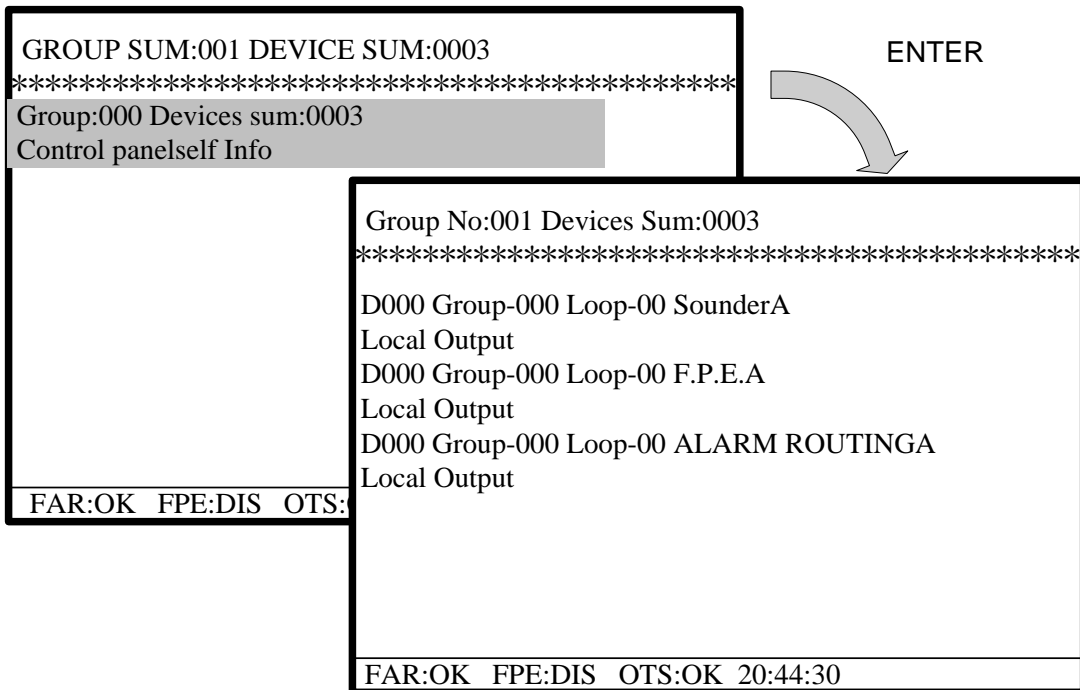 GROUP SUM:001 DEVICE SUM:0003
*******************************************
Group:000 Devices sum:0003
Control panelself Info
FAR:OK FPE:DIS OTS:
ENTER
Group No:001 Devices Sum:0003
*******************************************
D000 Group-000 Loop-00 SounderA
Local Output
D000 Group-000 Loop-00 F.P.E.A
Local Output
D000 Group-000 Loop-00 ALARM ROUTINGA
Local Output
FAR:OK FPE:DIS OTS:OK 20:44:30